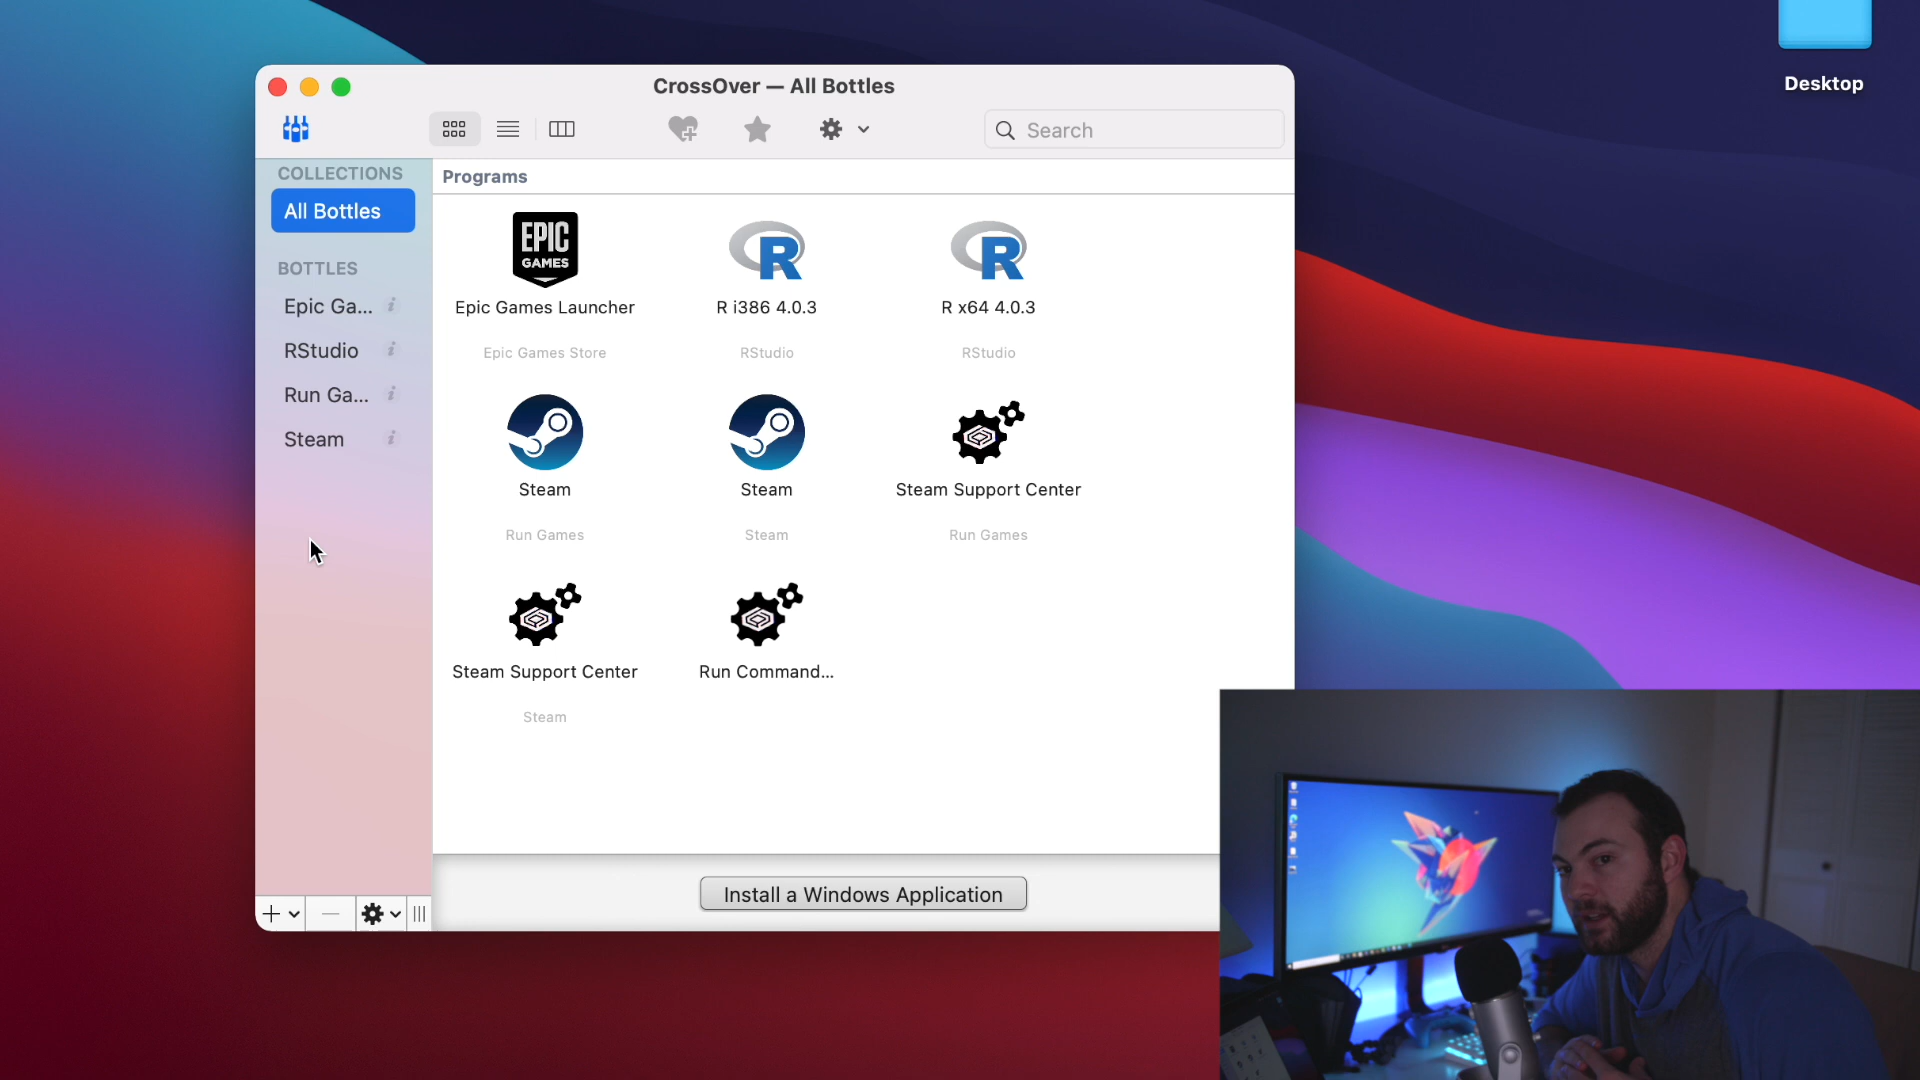 Desktop
CrossOver — All Bottles
Search
COLLECTIONS
All Bottles
BOTTLES
Epic Ga...
RStudio
Run Ga...
Steam
Programs
EPIC
GAMES
R
R
Epic Games Launcher
R i386 4.0.3
R x64 4.0.3
Epic Games Store
RStudio
RStudio
Steam
Steam
Steam Support Center
Run Games
Steam
Run Games
Steam Support Center
Run Command...
Steam
Install a Windows Application